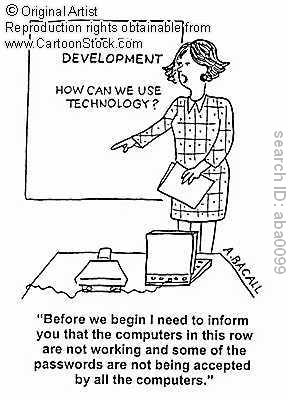 © Original Artist
Reproduction rights obtainable from
www.CartoonStock.com
DEVELOPMENT
HOW CAN WE USE
TECHNOLOGY?
search ID: aba0099
A.BACALL
"Before we begin I need to inform
you that the computers in this row
are not working and some of the
passwords are not being accepted
by all the computers."